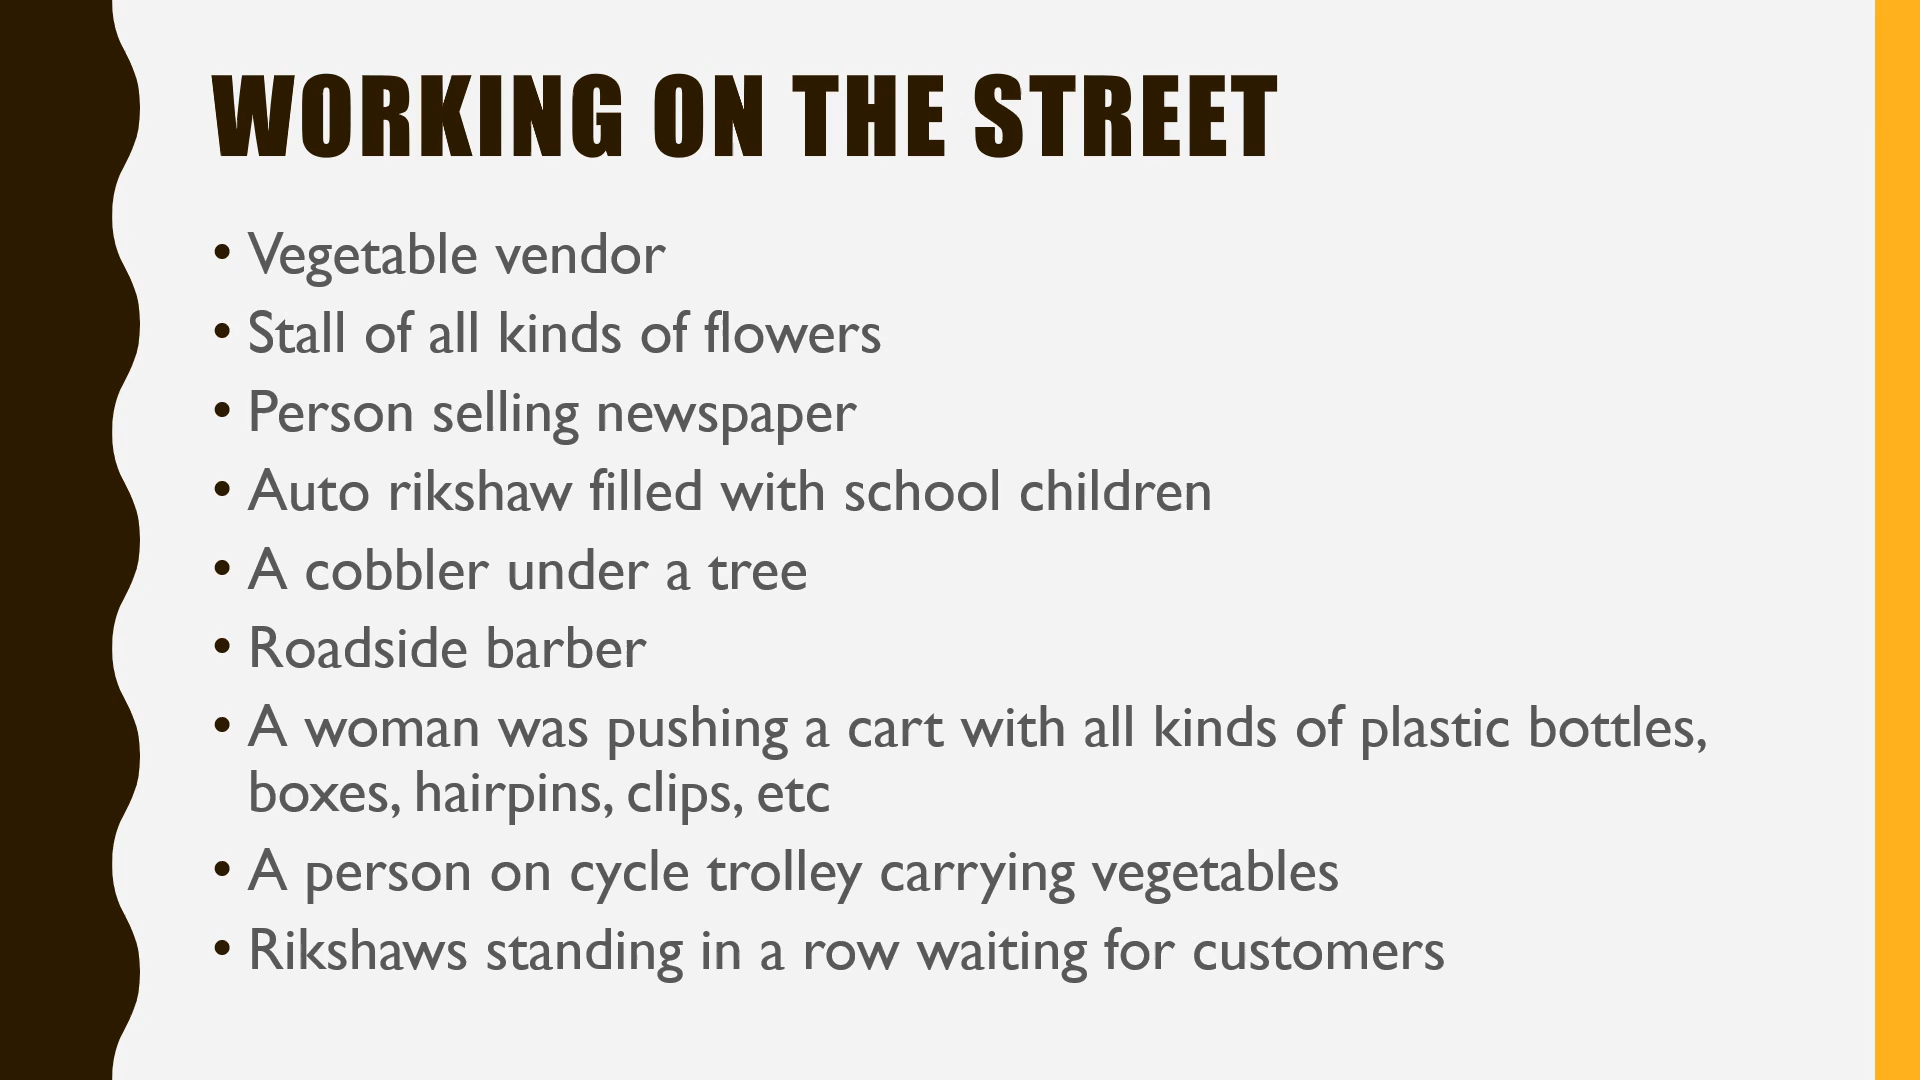 WORKING ON THE STREET
• Vegetable vendor
• Stall of all kinds of flowers
• Person selling newspaper
• Auto rikshaw filled with school children
• A cobbler under a tree
• Roadside barber
• A woman was pushing a cart with all kinds of plastic bottles,
boxes, hairpins, clips, etc
• A person on cycle trolley carrying vegetables
• Rikshaws standing in a row waiting for customers